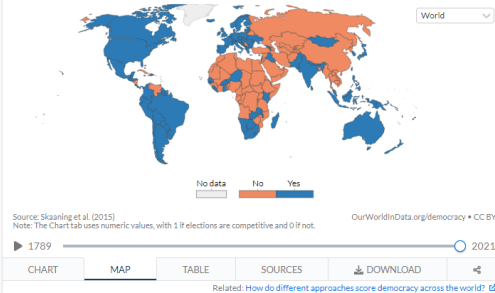 World
No data
No
Yes
Source: Skaaning et al. (2015)
OurWorldInData.org/democracy • CC BY
Note: The Chart tab uses numeric values, with 1 if elections are competitive and 0 if not.
1789
2021
CHART
MAP
TABLE
SOURCES
DOWNLOAD
Related: How do different approaches score democracy across the world?